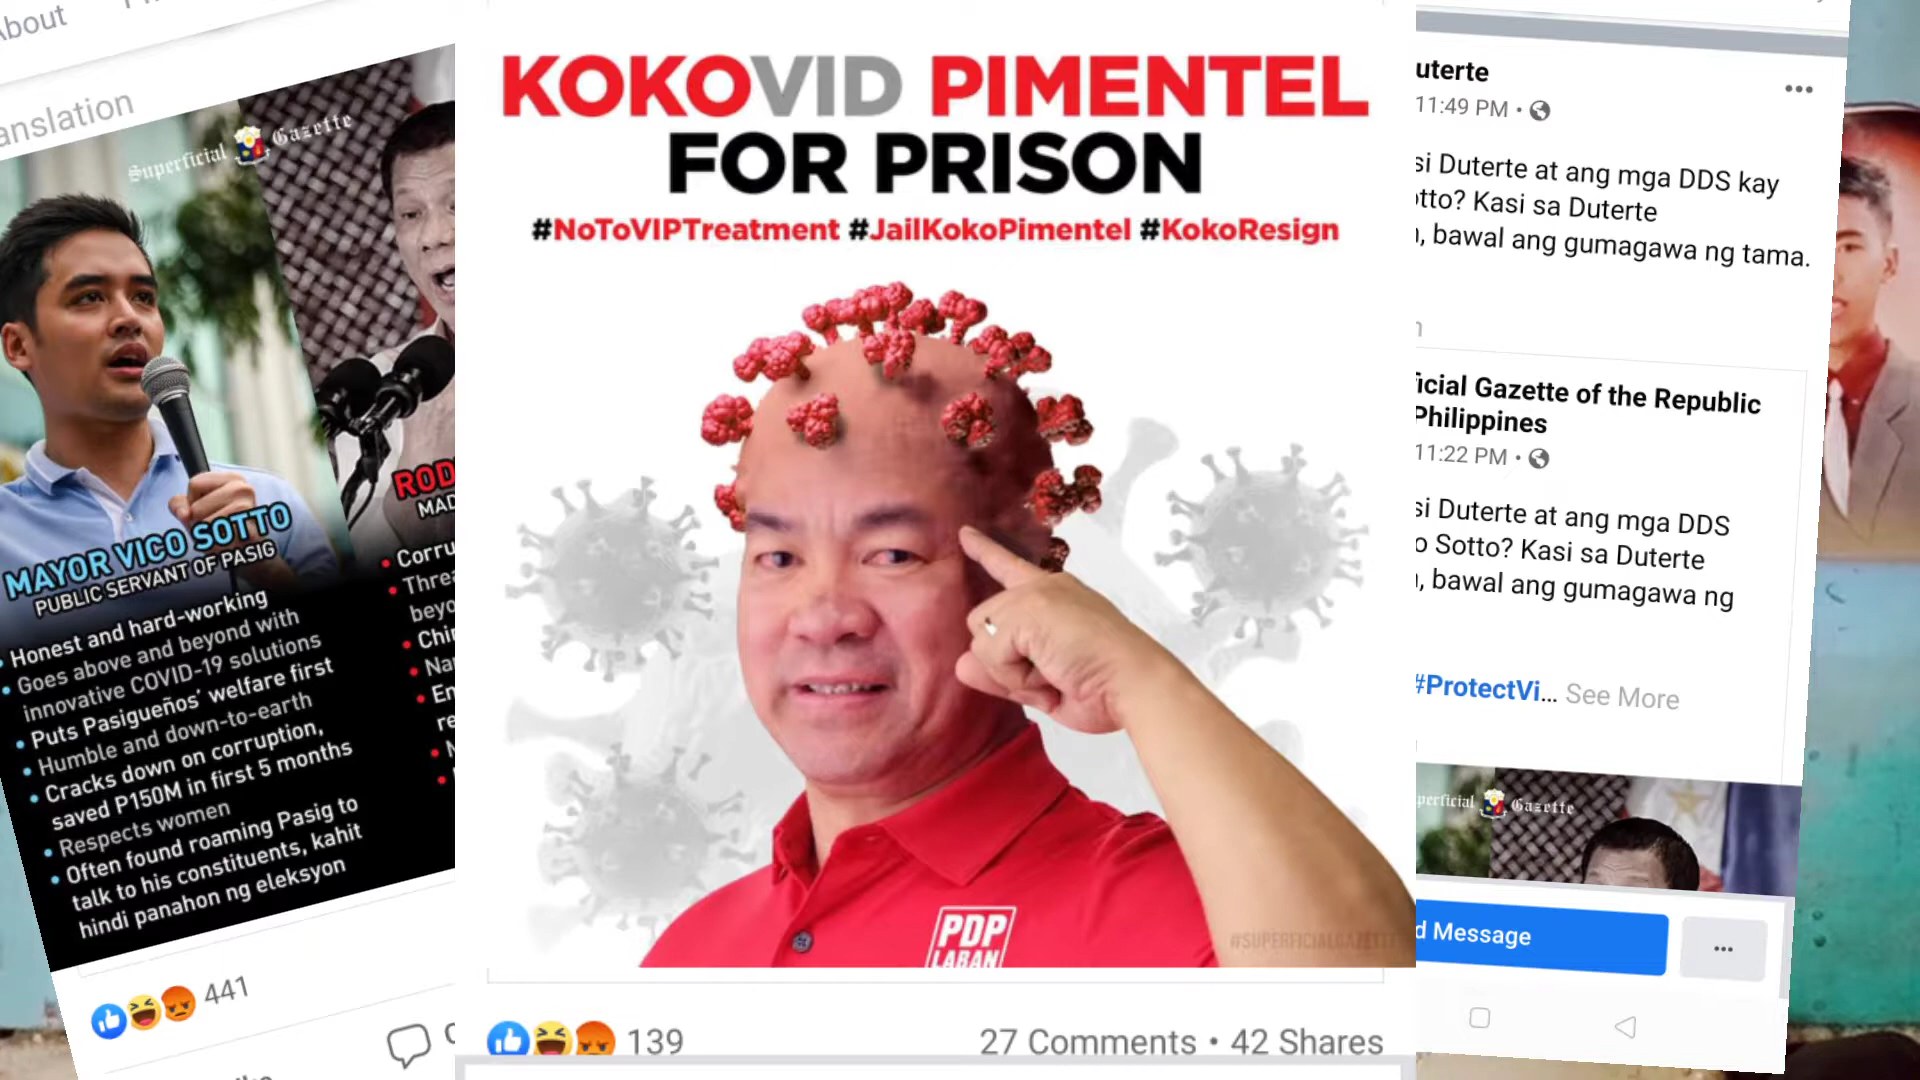 About
anslation
Superficial Gazette
MAYOR VICO SOTTO
PUBLIC SERVANT OF PASIG
• Honest and hard-working
• Goes above and beyond with
innovative COVID-19 solutions
• Puts Pasigueños' welfare first
• Humble and down-to-earth
• Cracks down on corruption,
saved P150M in first 5 months
• Respects women
• Often found roaming Pasig to
talk to his constituents, kahit
hindi panahon ng eleksyon
ROD
MAD
• Corru
• Threa
beyo
• Chin
• Na
• En
re
441
KOKOVID PIMENTEL
FOR PRISON
#NoToVIPTreatment #JailKokoPimentel #KokoResign
PDP
LABAN
#SUPERFICIALGAZETTE
139
27 Comments • 42 Shares
uterte
11:49 PM •
si Duterte at ang mga DDS kay
otto? Kasi sa Duterte
, bawal ang gumagawa ng tama.
icial Gazette of the Republic
Philippines
11:22 PM •
si Duterte at ang mga DDS
o Sotto? Kasi sa Duterte
, bawal ang gumagawa ng
#ProtectVi... See More
perficial Gazette
d Message